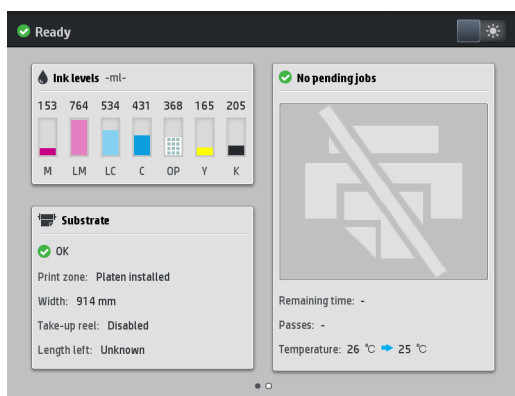 Ready
Ink levels -ml-
153 764 534 431 368 165 205
M LM LC C OP Y K
Substrate
OK
Print zone: Platen installed
Width: 914 mm
Take-up reel: Disabled
Length left: Unknown
No pending jobs
Remaining time: -
Passes: -
Temperature: 26 °C ➡ 25 °C